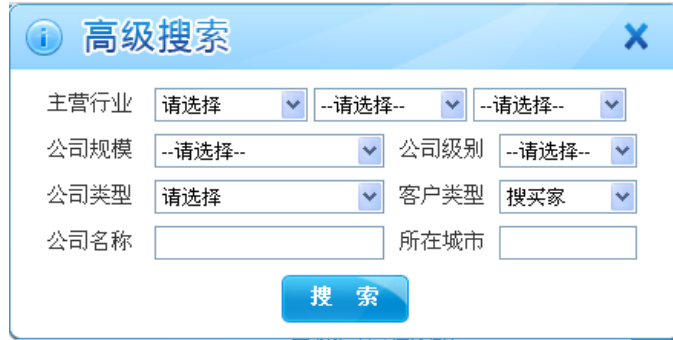 高级搜索
主营行业 请选择 --请选择-- --请选择--
公司规模 --请选择-- 公司级别 --请选择--
公司类型 请选择 客户类型 搜买家
公司名称 所在城市
搜 索